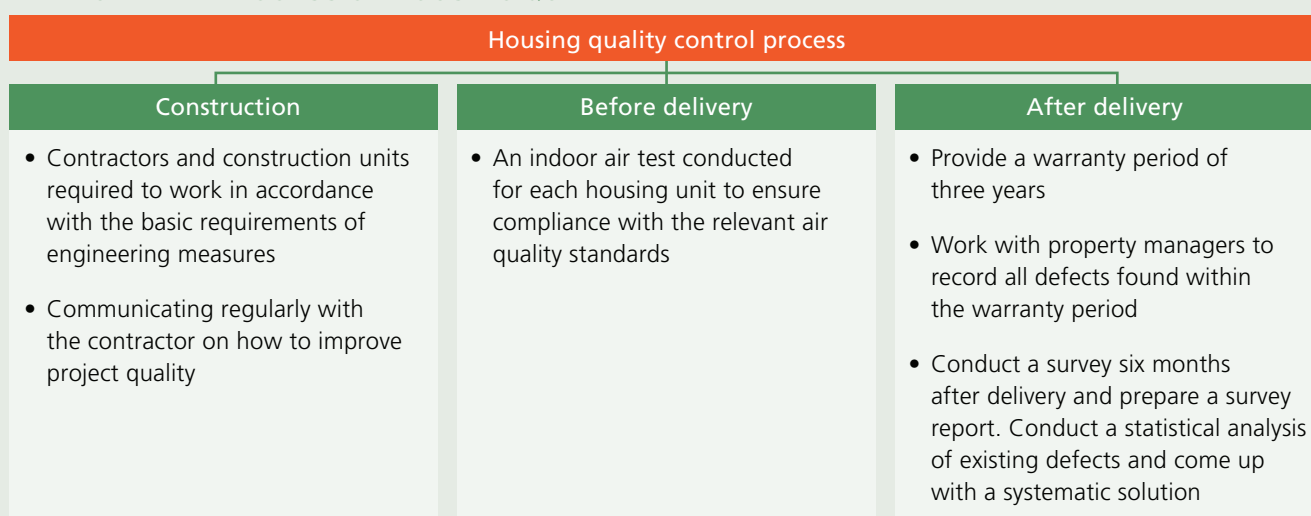 Housing quality control process
Construction
• Contractors and construction units
required to work in accordance
with the basic requirements of
engineering measures
• Communicating regularly with
the contractor on how to improve
project quality
Before delivery
• An indoor air test conducted
for each housing unit to ensure
compliance with the relevant air
quality standards
After delivery
• Provide a warranty period of
three years
• Work with property managers to
record all defects found within
the warranty period
• Conduct a survey six months
after delivery and prepare a survey
report. Conduct a statistical analysis
of existing defects and come up
with a systematic solution